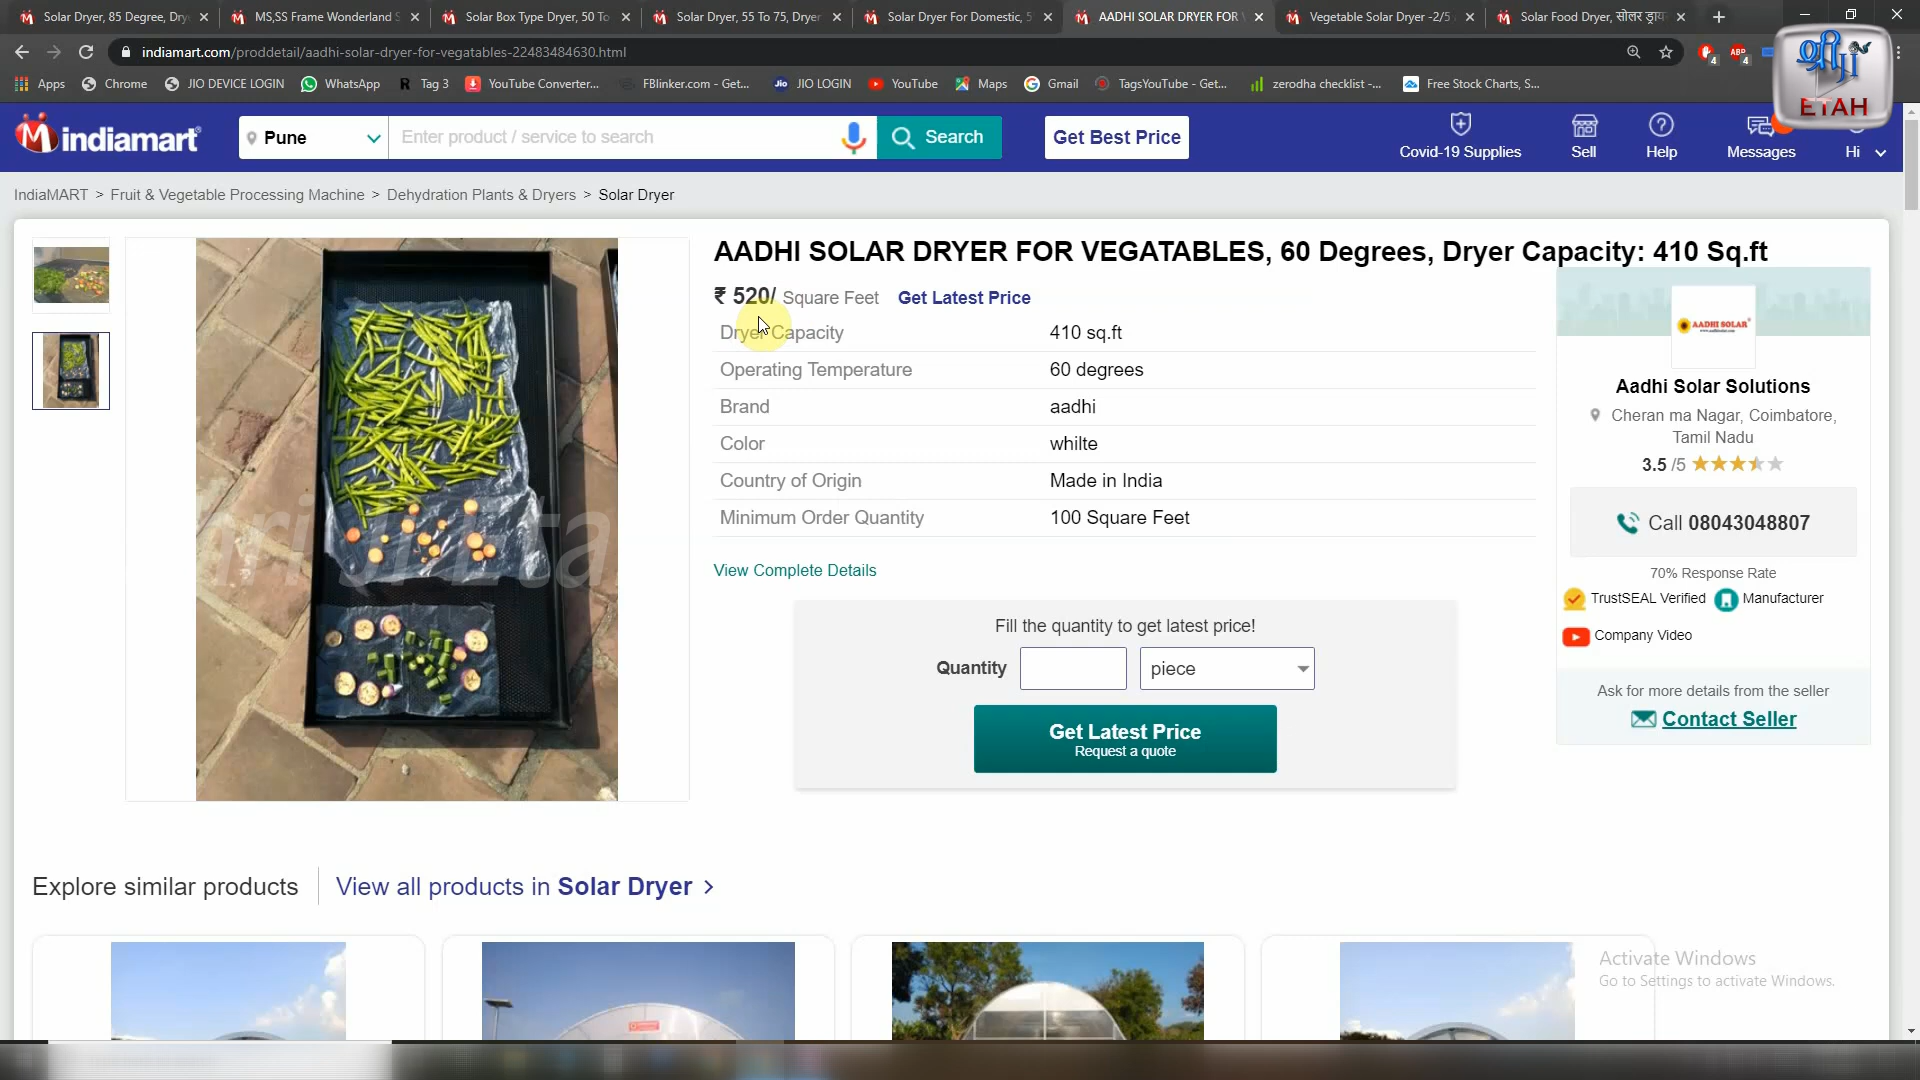 Solar Dryer, 85 Degree, Dry
MS,SS Frame Wonderland S
Solar Box Type Dryer, 50 To
Solar Dryer, 55 To 75, Dryer
Solar Dryer For Domestic, 5
AADHI SOLAR DRYER FOR V
Vegetable Solar Dryer -2/5
Solar Food Dryer, सोलर ड्राय
indiamart.com/proddetail/aadhi-solar-dryer-for-vegatables-22483484630.html
4
ABP 4
श्रीजी
ETAH
Apps
Chrome
JIO DEVICE LOGIN
WhatsApp
R Tag 3
YouTube Converter...
FBlinker.com - Get...
Jio JIO LOGIN
YouTube
Maps
Gmail
TagsYouTube - Get...
zerodha checklist -...
Free Stock Charts, S...
indiamart
Pune
Enter product / service to search
Search
Get Best Price
Covid-19 Supplies
Sell
Help
Messages
Hi
IndiaMART > Fruit & Vegetable Processing Machine > Dehydration Plants & Dryers > Solar Dryer
AADHI SOLAR DRYER FOR VEGATABLES, 60 Degrees, Dryer Capacity: 410 Sq.ft
₹ 520/ Square Feet Get Latest Price
Dryer Capacity 410 sq.ft
Operating Temperature 60 degrees
Brand aadhi
Color whilte
Country of Origin Made in India
Minimum Order Quantity 100 Square Feet
View Complete Details
Fill the quantity to get latest price!
Quantity piece
Get Latest Price
Request a quote
AADHI SOLAR
Aadhi Solar Solutions
Cheran ma Nagar, Coimbatore,
Tamil Nadu
3.5 /5
Call 08043048807
70% Response Rate
TrustSEAL Verified Manufacturer
Company Video
Ask for more details from the seller
Contact Seller
Explore similar products
View all products in Solar Dryer >
Activate Windows
Go to Settings to activate Windows.